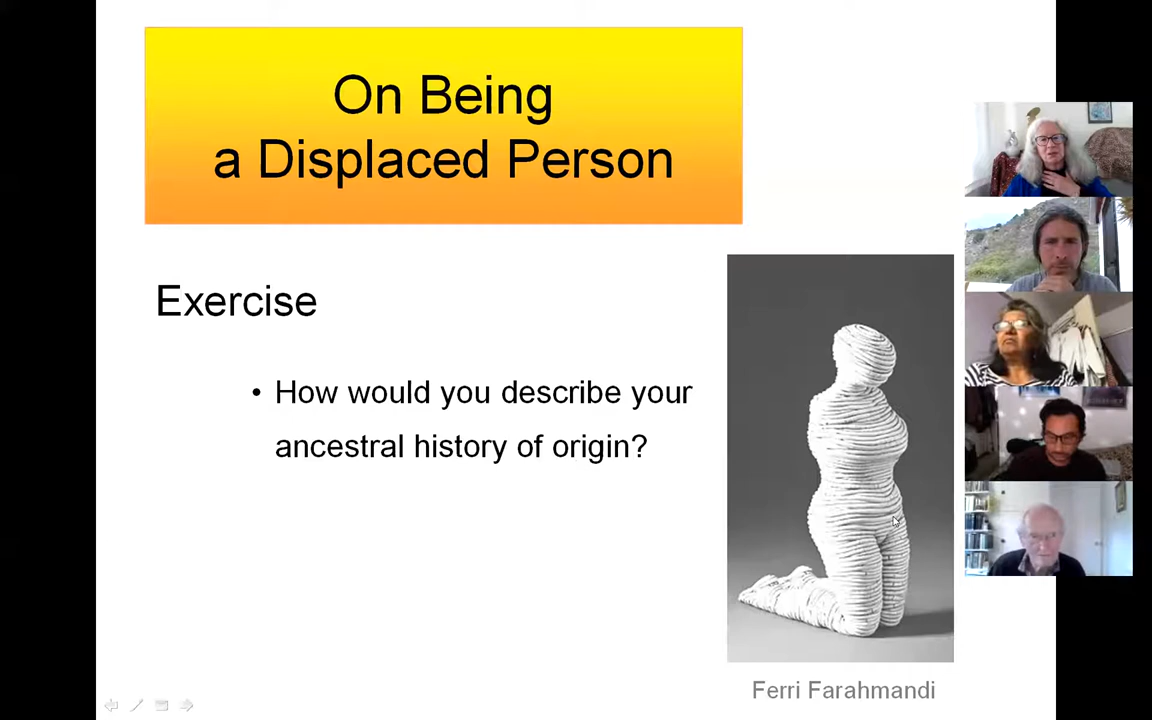 On Being
a Displaced Person
Exercise
• How would you describe your
ancestral history of origin?
Ferri Farahmandi